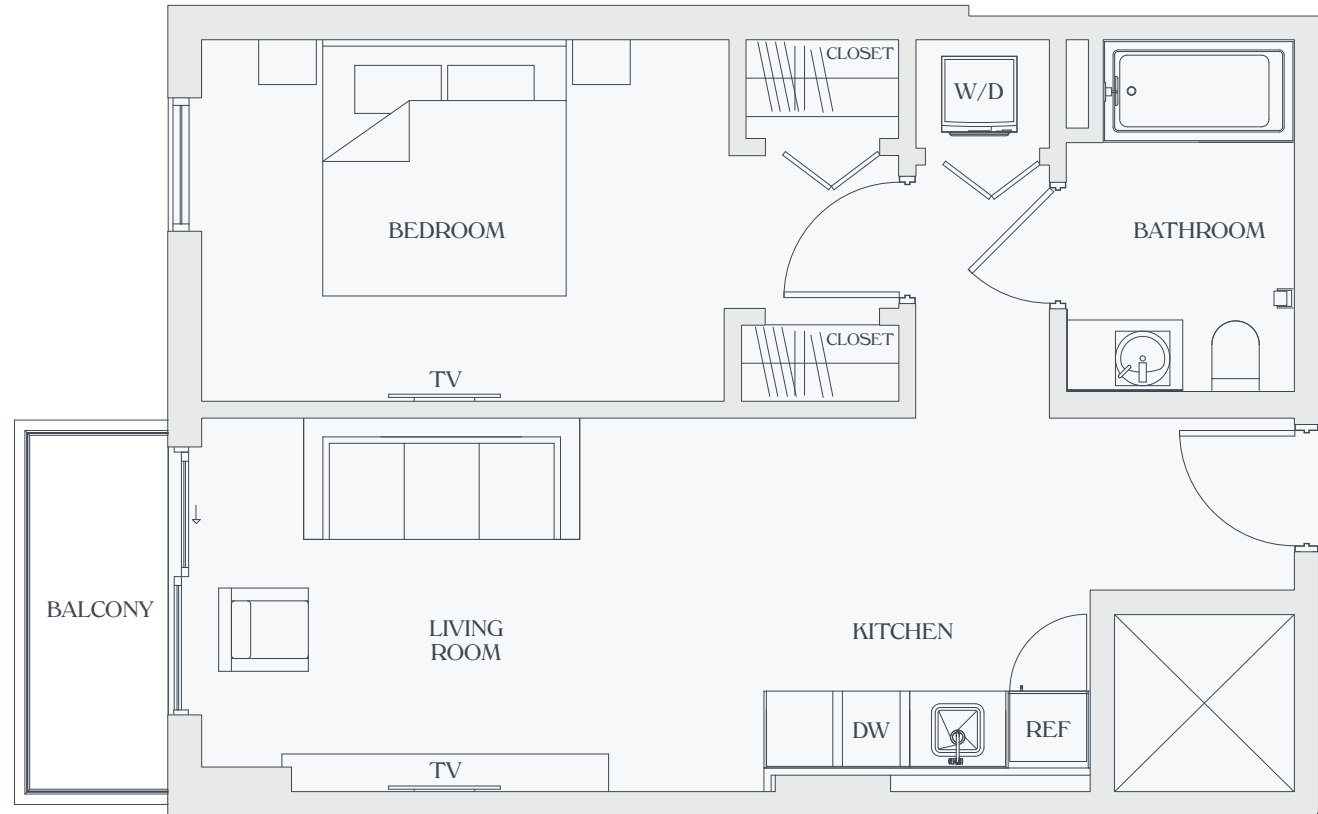 CLOSET
W/D
BEDROOM
BATHROOM
CLOSET
TV
BALCONY
LIVING
ROOM
KITCHEN
DW
REF
TV